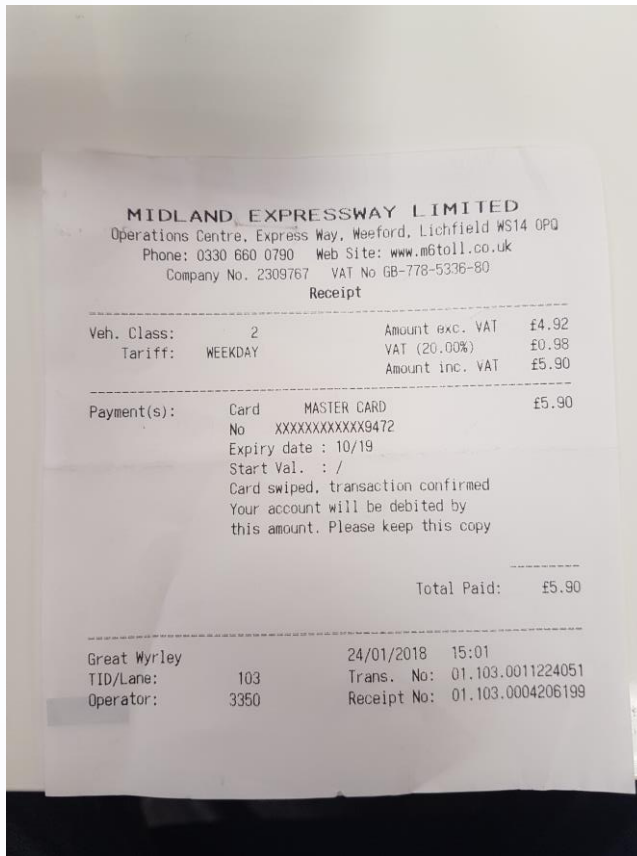 MIDLAND EXPRESSWAY LIMITED
Operations Centre, Express Way, Weeford, Lichfield WS14 0PQ
Phone: 0330 660 0790 Web Site: www.m6toll.co.uk
Company No. 2309767 VAT No GB-778-5336-80
Receipt
Veh. Class: 2 Amount exc. VAT £4.92
Tariff: WEEKDAY VAT (20.00%) £0.98
Amount inc. VAT £5.90
Payment(s): Card MASTER CARD £5.90
No XXXXXXXXXXXX9472
Expiry date : 10/19
Start Val. : /
Card swiped, transaction confirmed
Your account will be debited by
this amount. Please keep this copy
Total Paid: £5.90
Great Wyrley 24/01/2018 15:01
TID/Lane: 103 Trans. No: 01.103.0011224051
Operator: 3350 Receipt No: 01.103.0004206199